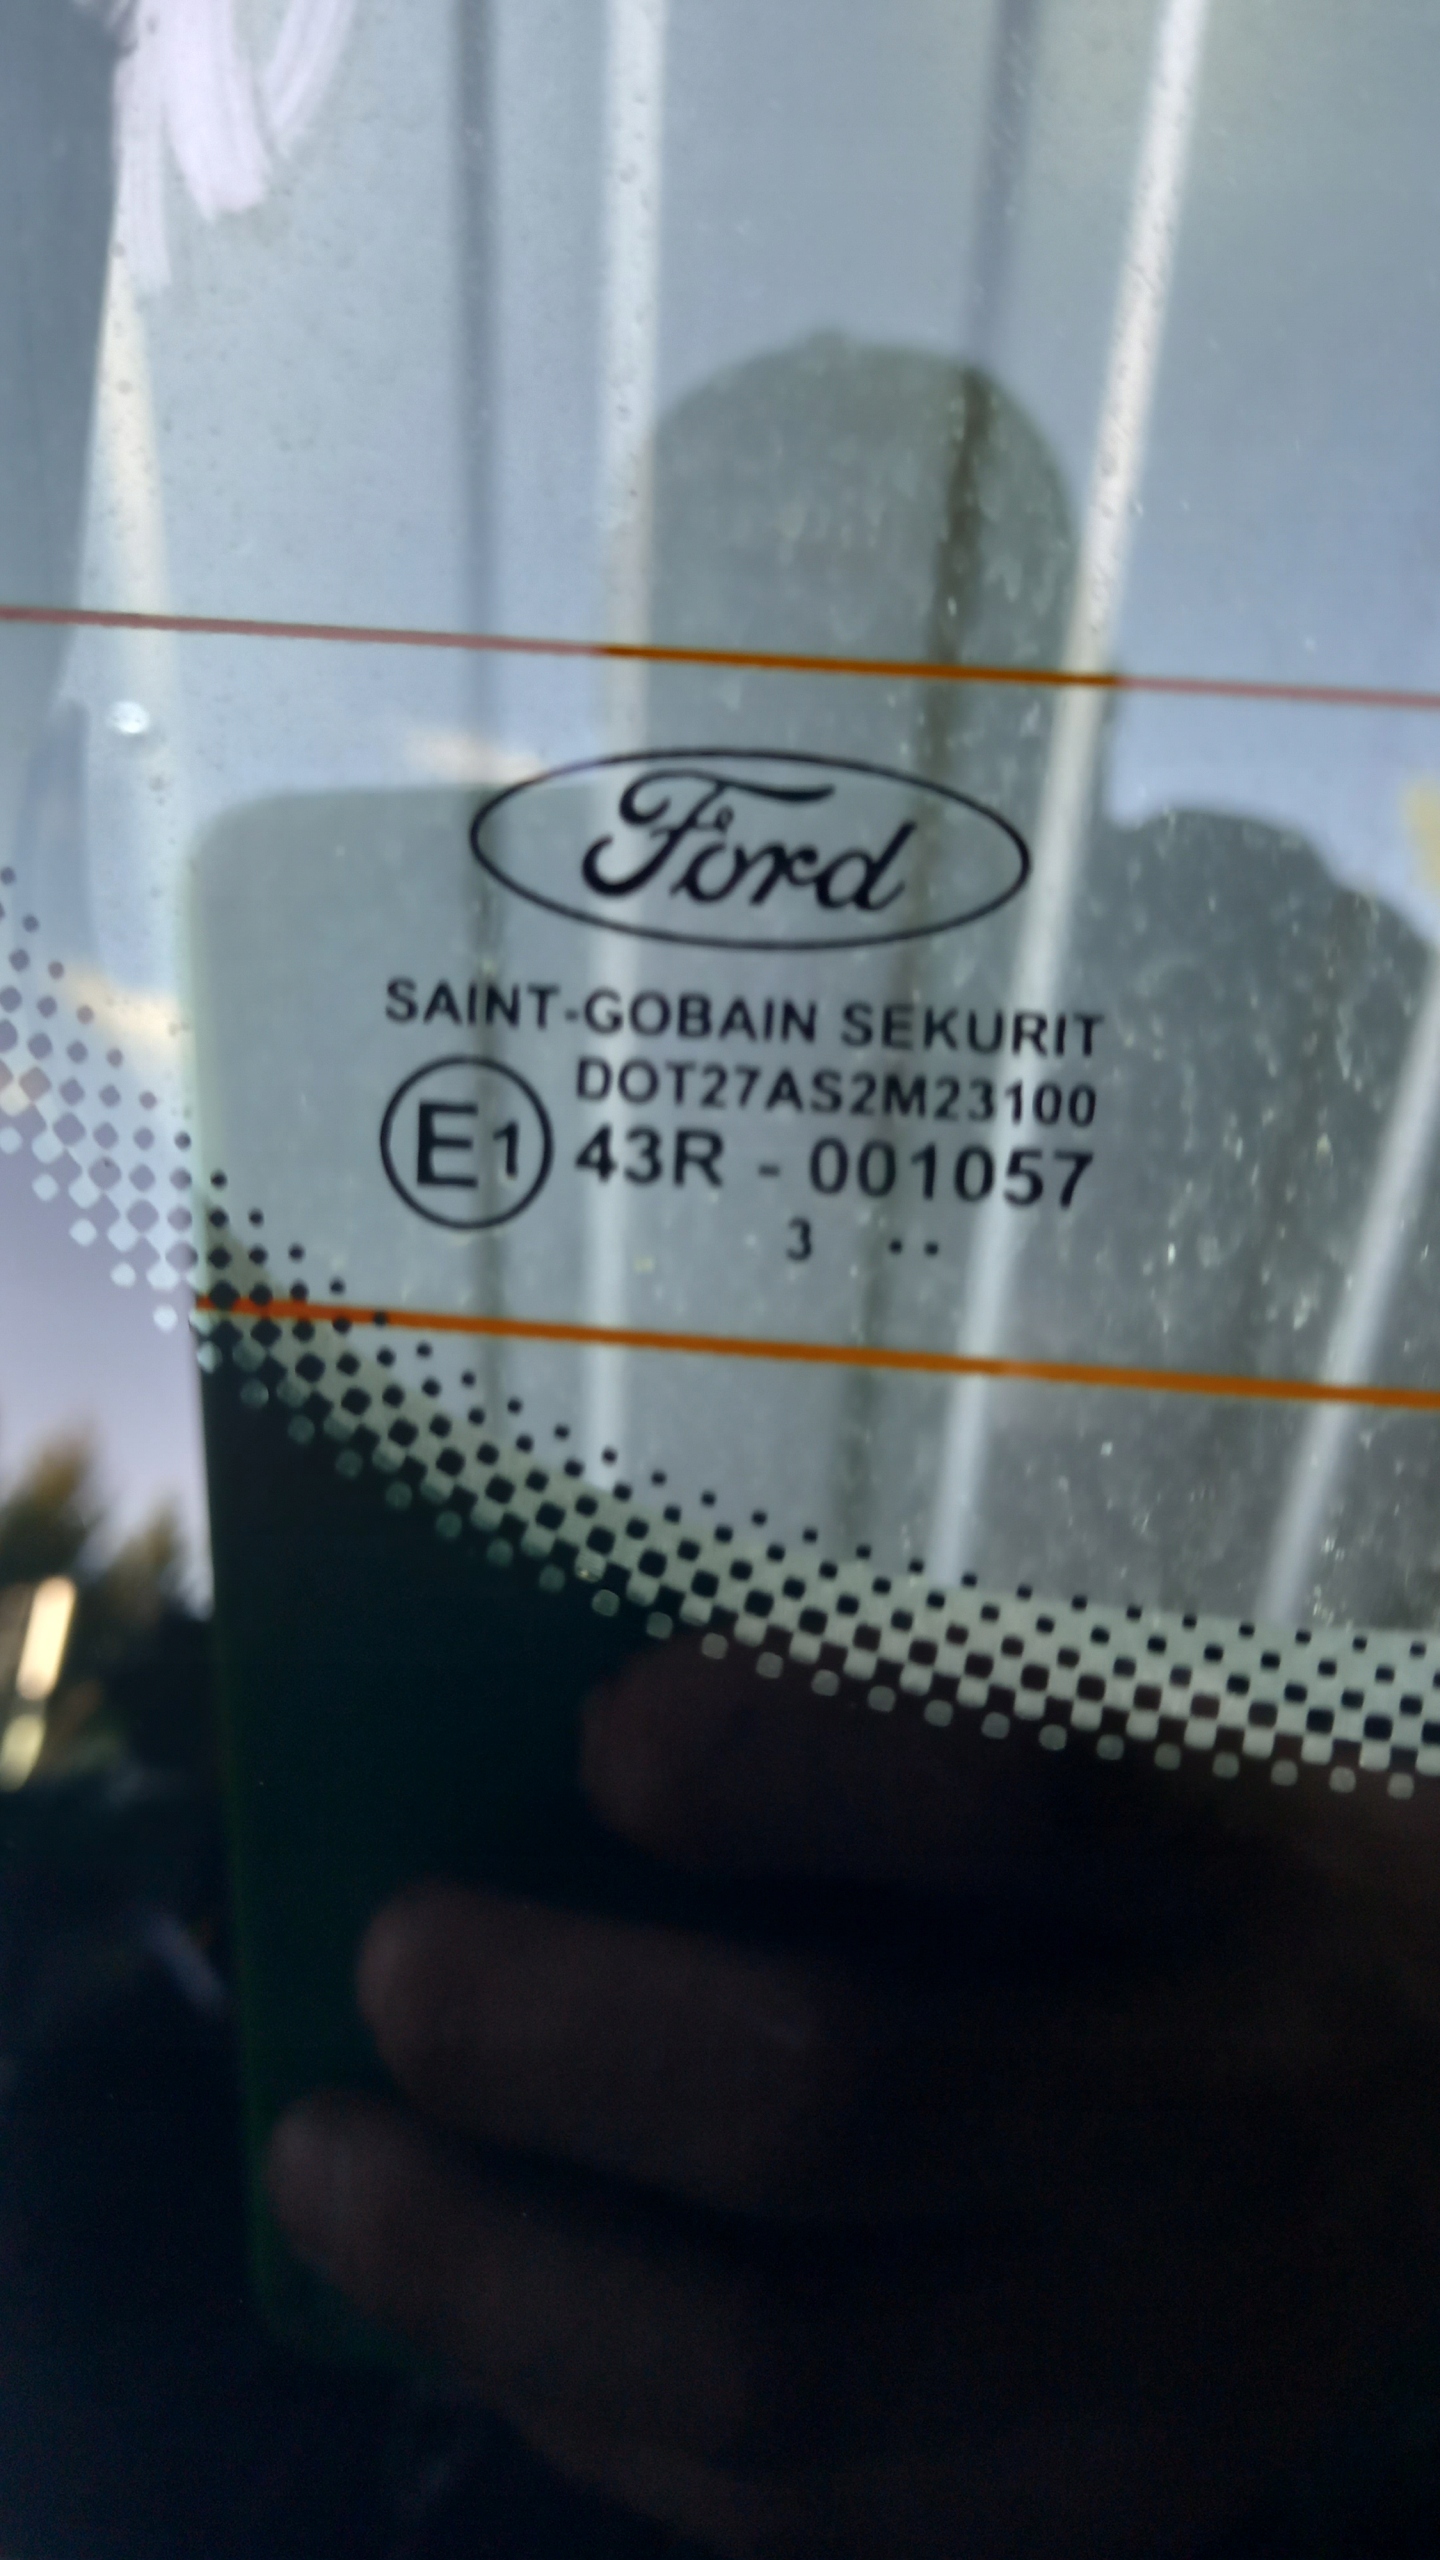 Ford
SAINT-GOBAIN SEKURIT
DOT27AS2M23100
E1 43R - 001057
3 ..